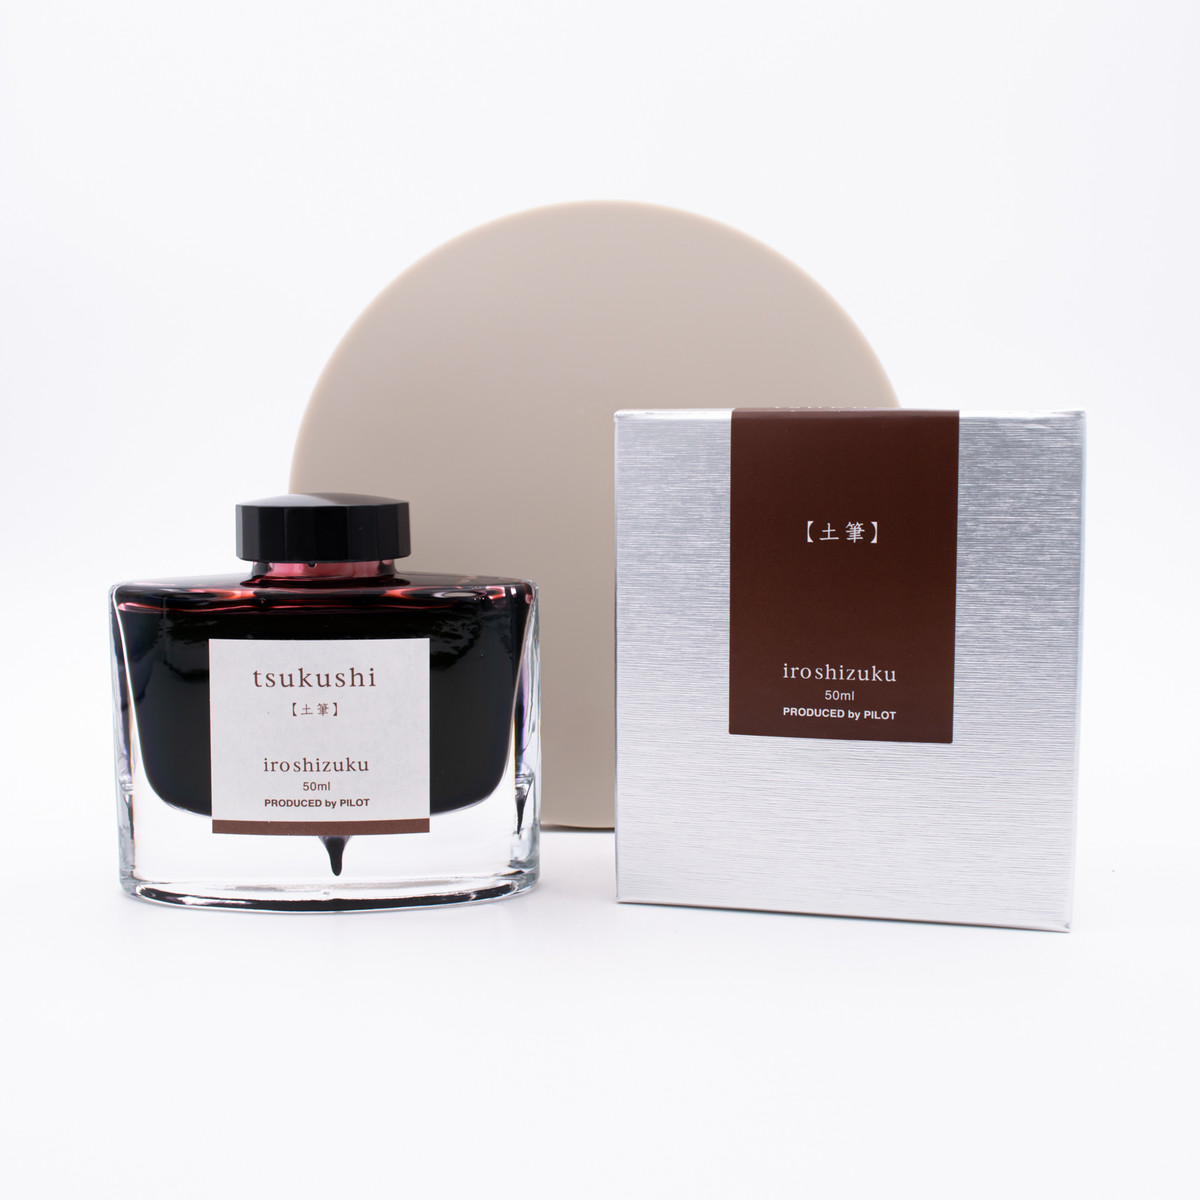 tsukushi
【土筆】
iroshizuku
50ml
PRODUCED by PILOT
【土筆】
iroshizuku
50ml
PRODUCED by PILOT